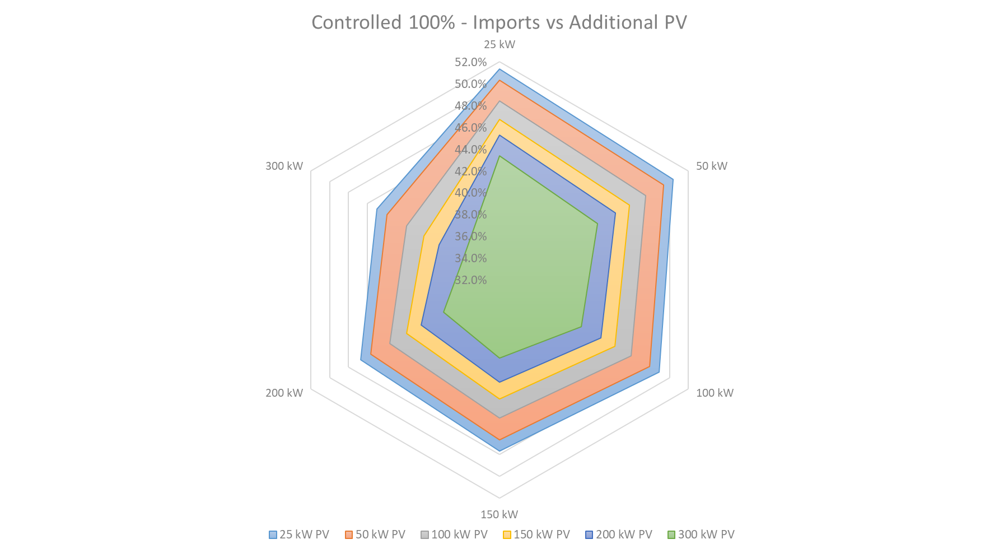 Controlled 100% - Imports vs Additional PV
25 kW
52.0%
50.0%
48.0%
46.0%
44.0%
42.0%
40.0%
38.0%
36.0%
34.0%
32.0%
300 kW
50 kW
200 kW
100 kW
150 kW
25 kW PV 50 kW PV 100 kW PV 150 kW PV 200 kW PV 300 kW PV